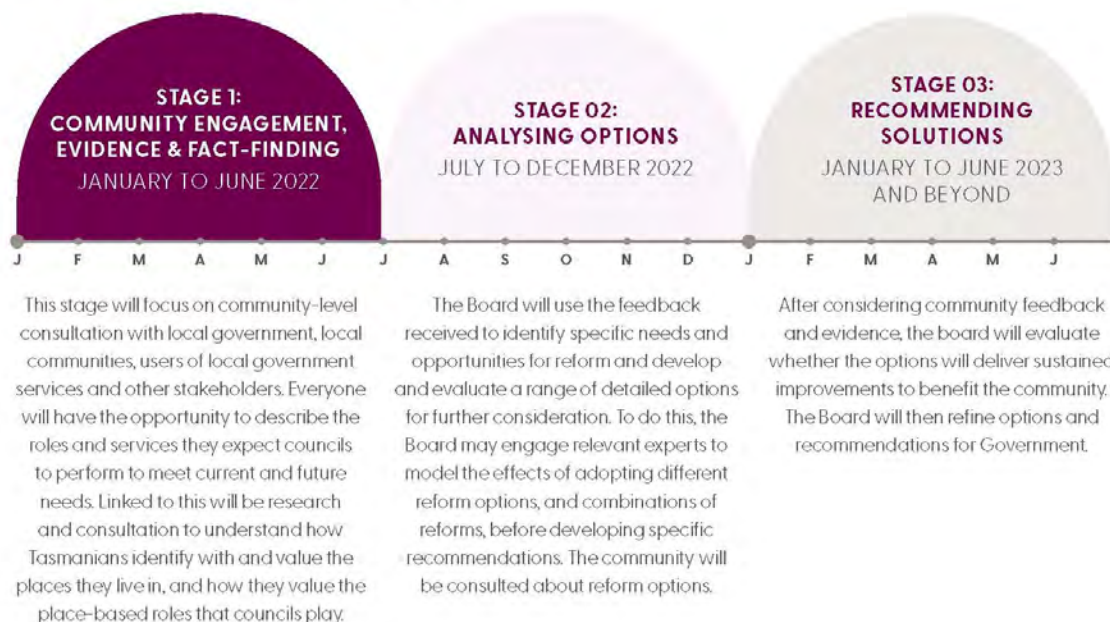 STAGE 1:
COMMUNITY ENGAGEMENT,
EVIDENCE & FACT-FINDING
JANUARY TO JUNE 2022
STAGE 02:
ANALYSING OPTIONS
JULY TO DECEMBER 2022
STAGE 03:
RECOMMENDING
SOLUTIONS
JANUARY TO JUNE 2023
AND BEYOND
J F M A M J J A S O N D J F M A M J
This stage will focus on community-level
consultation with local government, local
communities, users of local government
services and other stakeholders. Everyone
will have the opportunity to describe the
roles and services they expect councils
to perform to meet current and future
needs. Linked to this will be research
and consultation to understand how
Tasmanians identify with and value the
places they live in, and how they value the
place-based roles that councils play.
The Board will use the feedback
received to identify specific needs and
opportunities for reform and develop
and evaluate a range of detailed options
for further consideration. To do this, the
Board may engage relevant experts to
model the effects of adopting different
reform options, and combinations of
reforms, before developing specific
recommendations. The community will
be consulted about reform options.
After considering community feedback
and evidence, the board will evaluate
whether the options will deliver sustained
improvements to benefit the community.
The Board will then refine options and
recommendations for Government.